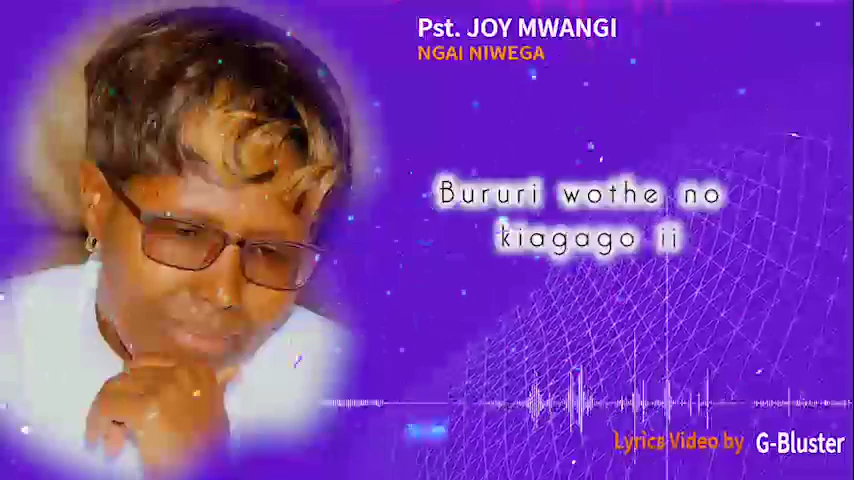 Pst. JOY MWANGI
NGAI NIWEGA
Bururi wothe no
kiagago ii
Lyrics Video by G-Bluster